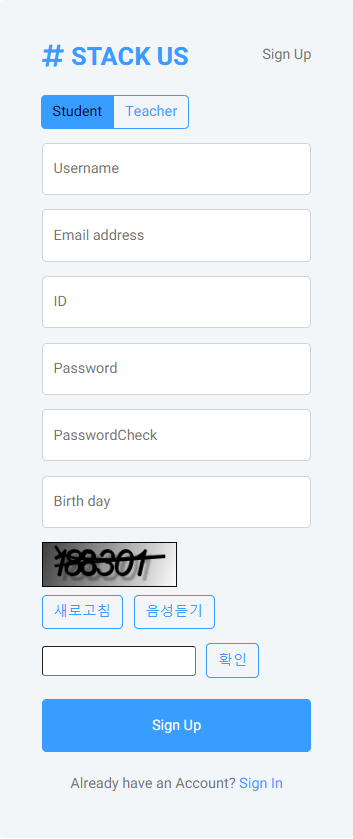 # STACK US
Sign Up
Student Teacher
Username
Email address
ID
Password
PasswordCheck
Birth day
새로고침 음성듣기
확인
Sign Up
Already have an Account? Sign In